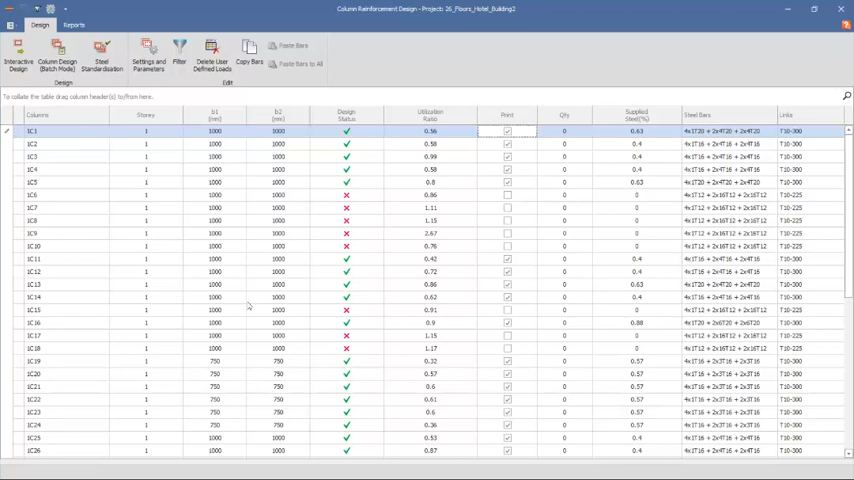 Column Reinforcement Design - Project: 26_Floors_Hotel_Building2
Design Reports
Interactive Design
Column Design (Batch Mode)
Steel Standardisation
Settings and Parameters
Filter
Delete User Defined Loads
Copy Bars
Paste Bars
Paste Bars to All
Design Edit
To collate the table drag column header(s) to/from here.
Columns Storey b1 (mm) b2 (mm) Design Status Utilization Ratio Print Qty Supplied Steel(%) Steel Bars Links
1C1 1 1000 1000 0.56 0 0.63 4x1T20 + 2x4T20 + 2x4T20 T10-300
1C2 1 1000 1000 0.58 0 0.4 4x1T16 + 2x4T16 + 2x4T16 T10-300
1C3 1 1000 1000 0.99 0 0.4 4x1T16 + 2x4T16 + 2x4T16 T10-300
1C4 1 1000 1000 0.58 0 0.4 4x1T16 + 2x4T16 + 2x4T16 T10-300
1C5 1 1000 1000 0.8 0 0.63 4x1T20 + 2x4T20 + 2x4T20 T10-300
1C6 1 1000 1000 0.86 0 0 4x1T12 + 2x16T12 + 2x16T12 T10-225
1C7 1 1000 1000 1.11 0 0 4x1T12 + 2x16T12 + 2x16T12 T10-225
1C8 1 1000 1000 1.15 0 0 4x1T12 + 2x16T12 + 2x16T12 T10-225
1C9 1 1000 1000 2.67 0 0 4x1T12 + 2x16T12 + 2x16T12 T10-225
1C10 1 1000 1000 0.76 0 0 4x1T12 + 2x16T12 + 2x16T12 T10-225
1C11 1 1000 1000 0.42 0 0.4 4x1T16 + 2x4T16 + 2x4T16 T10-300
1C12 1 1000 1000 0.72 0 0.4 4x1T16 + 2x4T16 + 2x4T16 T10-300
1C13 1 1000 1000 0.86 0 0.63 4x1T20 + 2x4T20 + 2x4T20 T10-300
1C14 1 1000 1000 0.62 0 0.4 4x1T16 + 2x4T16 + 2x4T16 T10-300
1C15 1 1000 1000 0.91 0 0 4x1T12 + 2x16T12 + 2x16T12 T10-225
1C16 1 1000 1000 0.9 0 0.88 4x1T20 + 2x6T20 + 2x6T20 T10-300
1C17 1 1000 1000 1.15 0 0 4x1T12 + 2x16T12 + 2x16T12 T10-225
1C18 1 1000 1000 1.17 0 0 4x1T12 + 2x16T12 + 2x16T12 T10-225
1C19 1 750 750 0.32 0 0.57 4x1T16 + 2x3T16 + 2x3T16 T10-300
1C20 1 750 750 0.57 0 0.57 4x1T16 + 2x3T16 + 2x3T16 T10-300
1C21 1 750 750 0.6 0 0.57 4x1T16 + 2x3T16 + 2x3T16 T10-300
1C22 1 750 750 0.61 0 0.57 4x1T16 + 2x3T16 + 2x3T16 T10-300
1C23 1 750 750 0.6 0 0.57 4x1T16 + 2x3T16 + 2x3T16 T10-300
1C24 1 750 750 0.36 0 0.57 4x1T16 + 2x3T16 + 2x3T16 T10-300
1C25 1 1000 1000 0.53 0 0.4 4x1T16 + 2x4T16 + 2x4T16 T10-300
1C26 1 1000 1000 0.87 0 0.4 4x1T16 + 2x4T16 + 2x4T16 T10-300